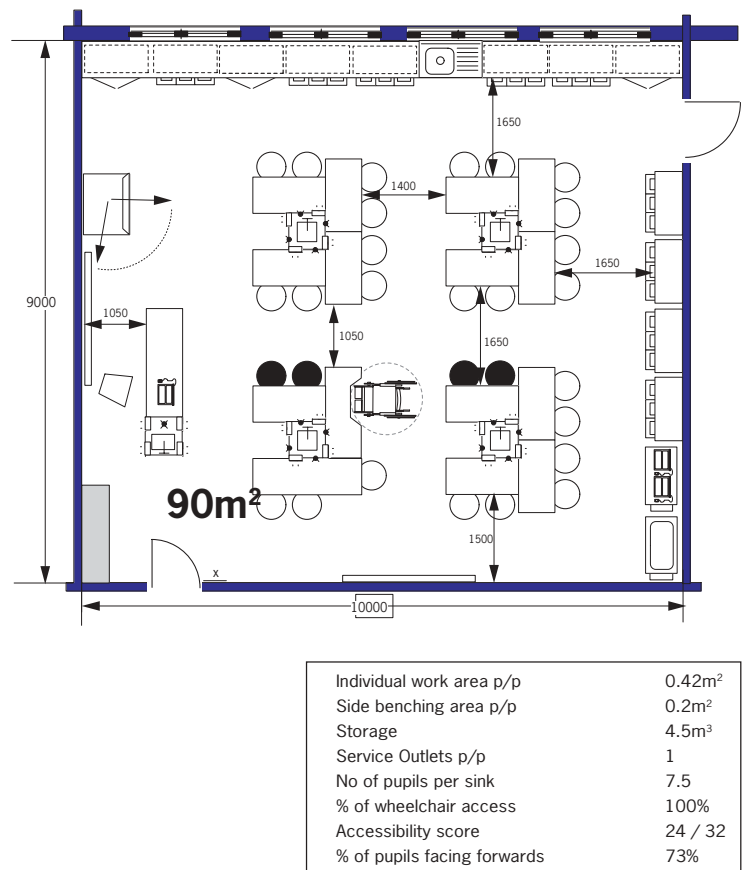 1650
1400
1650
9000
1050
1050
1650
90m²
1500
x
10000
Individual work area p/p 0.42m²
Side benching area p/p 0.2m²
Storage 4.5m³
Service Outlets p/p 1
No of pupils per sink 7.5
% of wheelchair access 100%
Accessibility score 24 / 32
% of pupils facing forwards 73%